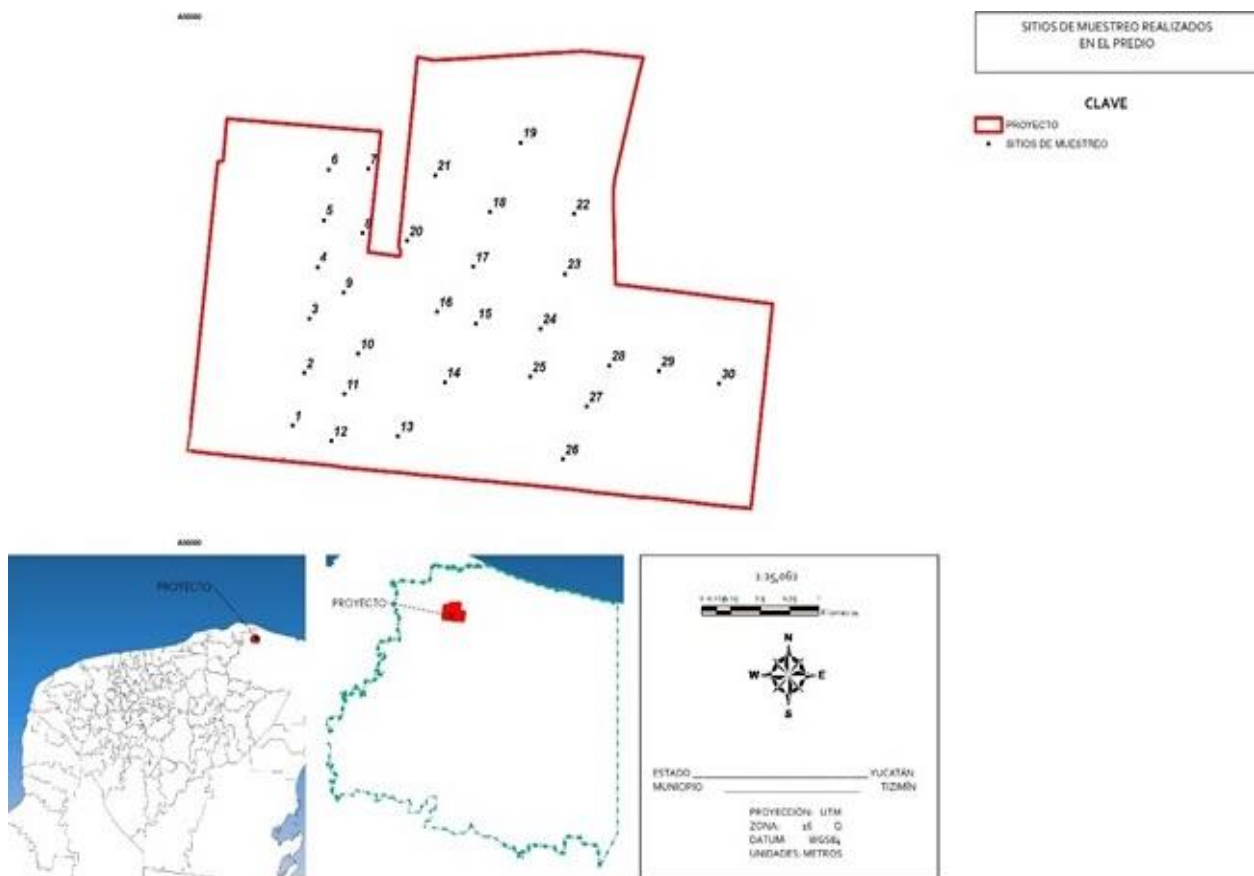 SITIOS DE MUESTREO REALIZADOS
EN EL PREDIO
CLAVE
PROYECTO
SITIOS DE MUESTREO
19
6
7
21
5
18
22
8
20
4
17
23
9
3
16
15
24
10
2
14
25
28
29
30
11
27
1
12
13
26
PROYECTO
PROYECTO
N
W E
S
ESTADO YUCATÁN
MUNICIPIO TIZIMÍN
PROYECCIÓN: UTM
ZONA: 16 Q
DATUM WGS84
UNIDADES: METROS